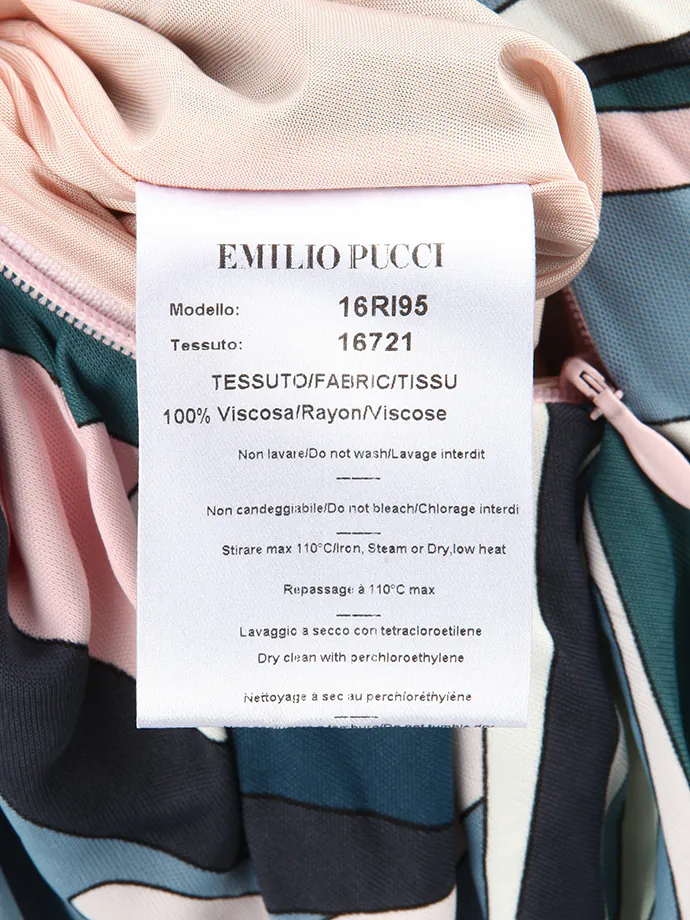 EMILIO PUCCI
Modello: 16RI95
Tessuto: 16721
TESSUTO/FABRIC/TISSU
100% Viscosa/Rayon/Viscose
Non lavare/Do not wash/Lavage interdit
Non candeggiabile/Do not bleach/Chlorage interdi
Stirare max 110°C/Iron, Steam or Dry,low heat
Repassage à 110°C max
Lavaggio a secco con tetracloroetilene
Dry clean with perchloroethylene
Nettoyage à sec au perchloréthylène